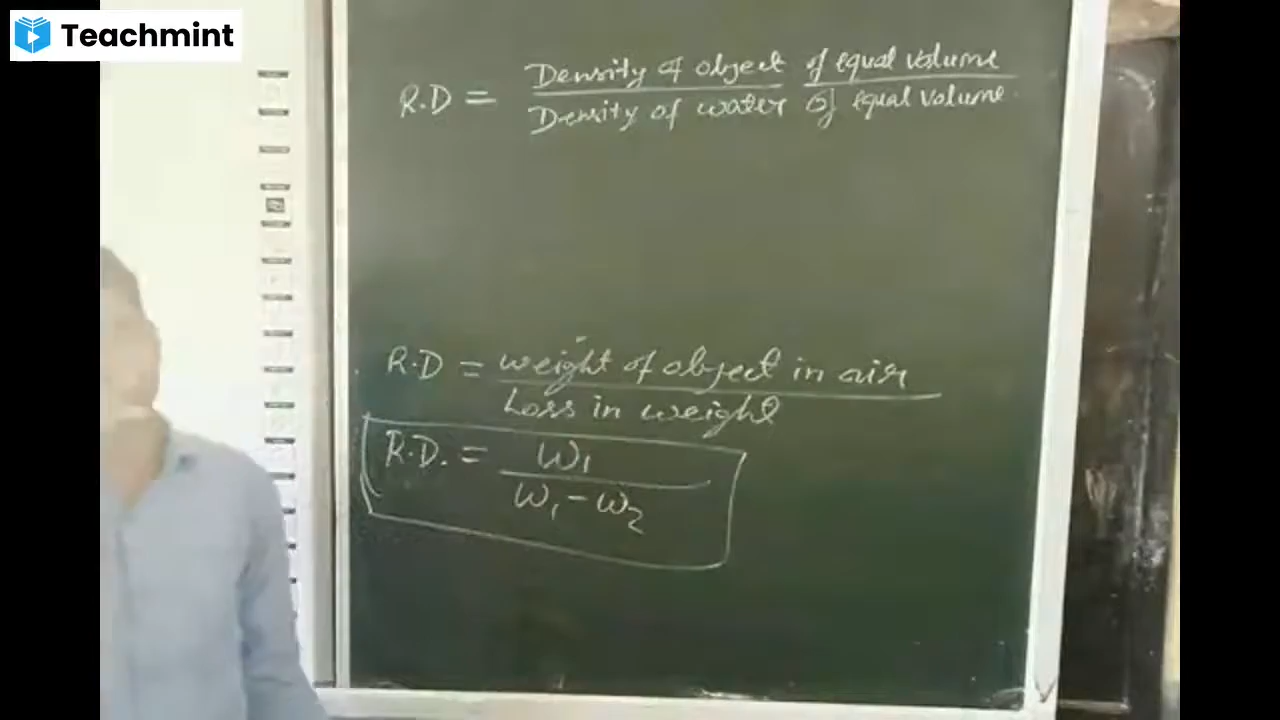 Teachmint
R.D = Density of object of equal volume
Density of water of equal volume
R.D = weight of object in air
Loss in weight
R.D. = W1
W1 - W2